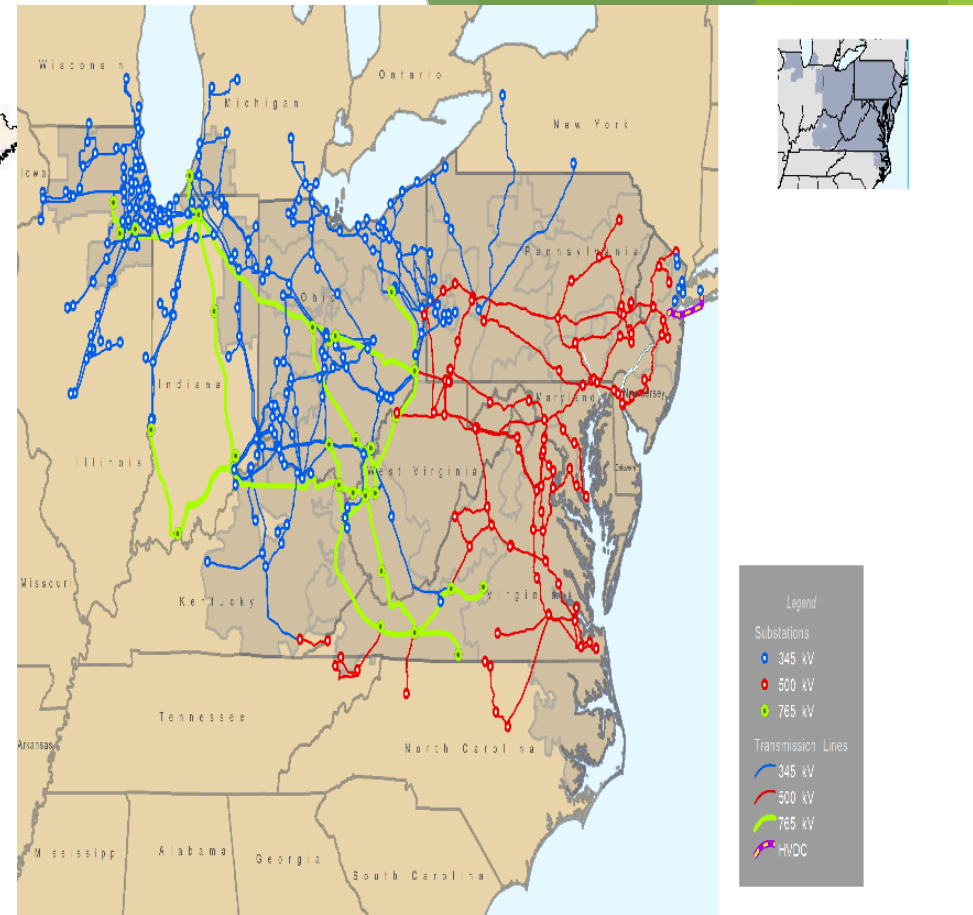 Wisconsin
Michigan
Ontario
New York
Iowa
Pennsylvania
Ohio
Indiana
Maryland
New Jersey
Illinois
West Virginia
Delaware
Missouri
Kentucky
Virginia
Tennessee
Arkansas
North Carolina
Mississipp
Alabama
Georgia
South Carolina
Legend
Substations
345 kV
500 kV
765 kV
Transmission Lines
345 kV
500 kV
765 kV
HVDC